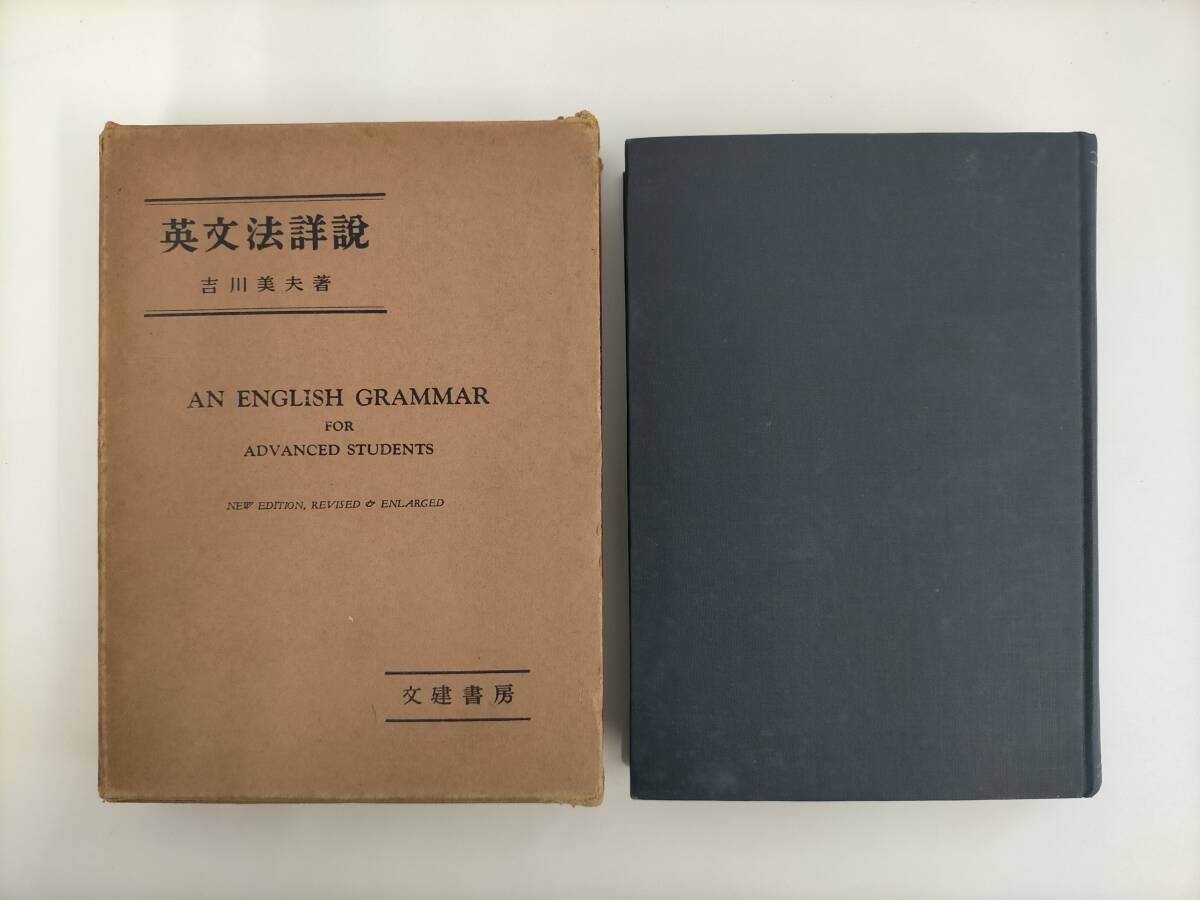 英文法詳說
吉川美夫著
AN ENGLISH GRAMMAR
FOR
ADVANCED STUDENTS
NEW EDITION, REVISED & ENLARGED
文建書房